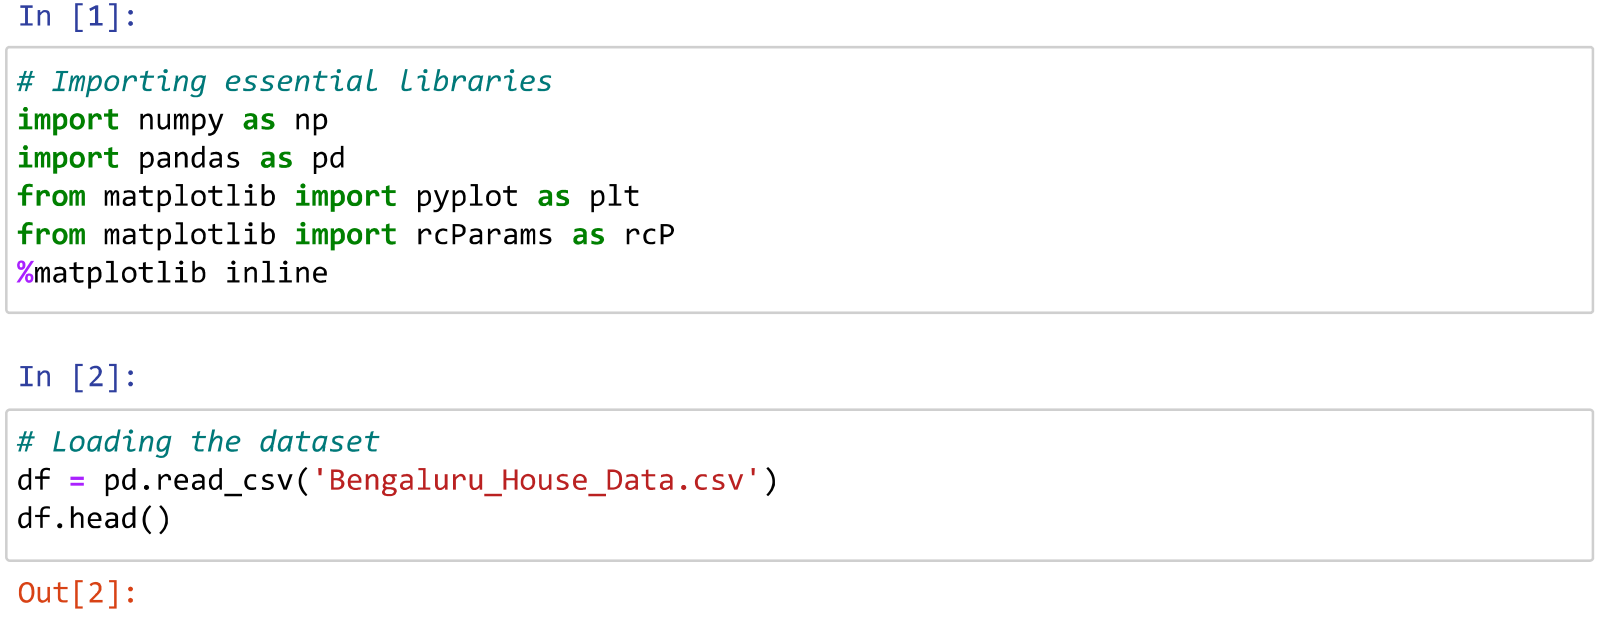 In [1]:
# Importing essential libraries
import numpy as np
import pandas as pd
from matplotlib import pyplot as plt
from matplotlib import rcParams as rcP
%matplotlib inline
In [2]:
# Loading the dataset
df = pd.read_csv('Bengaluru_House_Data.csv')
df.head()
Out[2]: